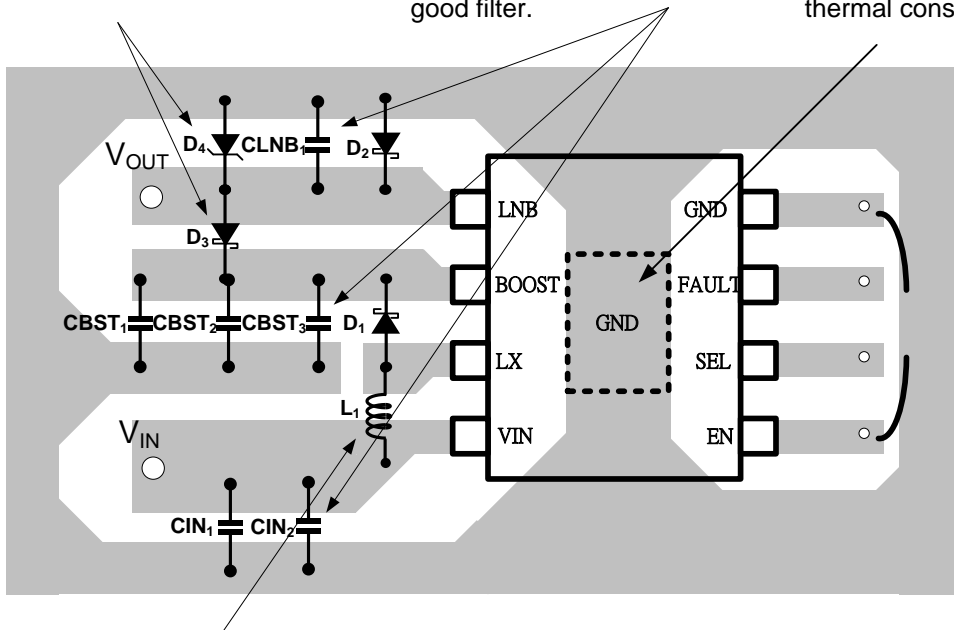 good filter.
thermal cons
D4
CLNB1
D2
VOUT
LNB
GND
D3
BOOST
FAULT
CBST1
CBST2
CBST3
D1
GND
LX
SEL
L1
VIN
VIN
EN
CIN1
CIN2